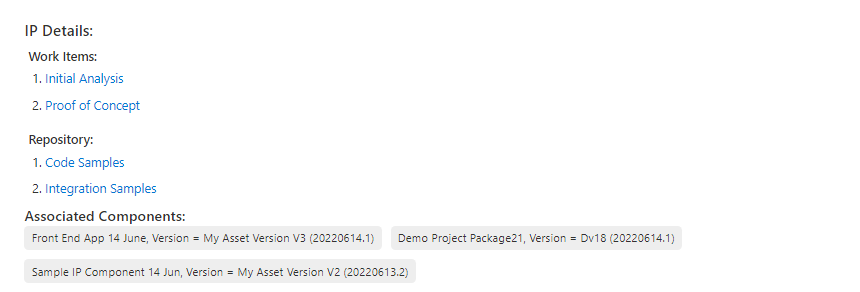 IP Details:
Work Items:
1. Initial Analysis
2. Proof of Concept
Repository:
1. Code Samples
2. Integration Samples
Associated Components:
Front End App 14 June, Version = My Asset Version V3 (20220614.1) Demo Project Package21, Version = Dv18 (20220614.1)
Sample IP Component 14 Jun, Version = My Asset Version V2 (20220613.2)